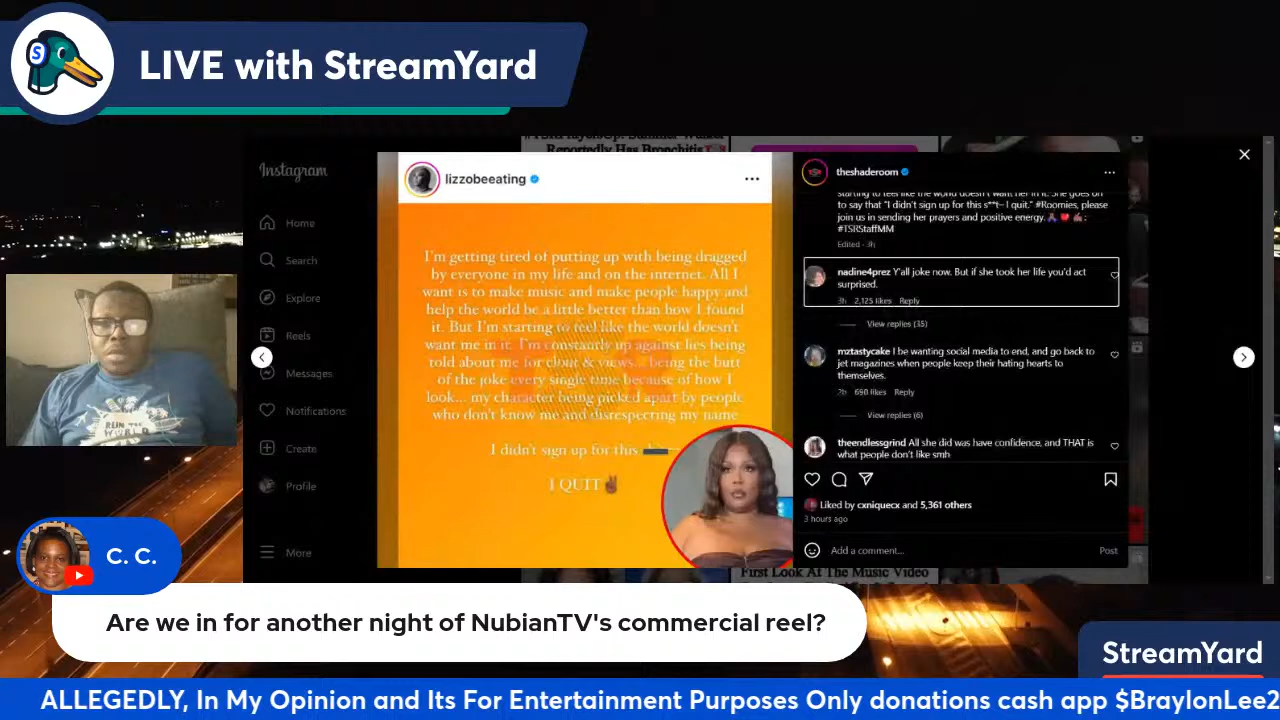 LIVE with StreamYard
Reportedly Has Bronchitis
Instagram
Home
Search
Explore
Reels
Messages
Notifications
Create
Profile
More
lizzobeeating
I'm getting tired of putting up with being dragged
by everyone in my life and on the internet. All I
want is to make music and make people happy and
help the world be a little better than how I found
it. But I'm starting to feel like the world doesn't
want me in it. I'm constantly up against lies being
told about me for clout & views... being the butt
of the joke every single time because of how I
look... my character being picked apart by people
who don't know me and disrespecting my name
I didn't sign up for this
I QUIT✌🏾
theshaderoom
starting to feel like the world doesn't want her in it. She goes on
to say that "I didn't sign up for this s**t– I quit." #Roomies, please
join us in sending her prayers and positive energy.
#TSRStaffMM
Edited · 3h
nadine4prez Y'all joke now. But if she took her life you'd act
surprised.
3h 2,125 likes Reply
View replies (35)
mztastycake I be wanting social media to end, and go back to
jet magazines when people keep their hating hearts to
themselves.
2h 690 likes Reply
View replies (6)
theendlessgrind All she did was have confidence, and THAT is
what people don't like smh
Liked by cxniquecx and 5,361 others
3 hours ago
Add a comment...
Post
First Look At The Music Video
RUN THE
WORLD
C. C.
Are we in for another night of NubianTV's commercial reel?
StreamYard
ALLEGEDLY, In My Opinion and Its For Entertainment Purposes Only donations cash app $BraylonLee2